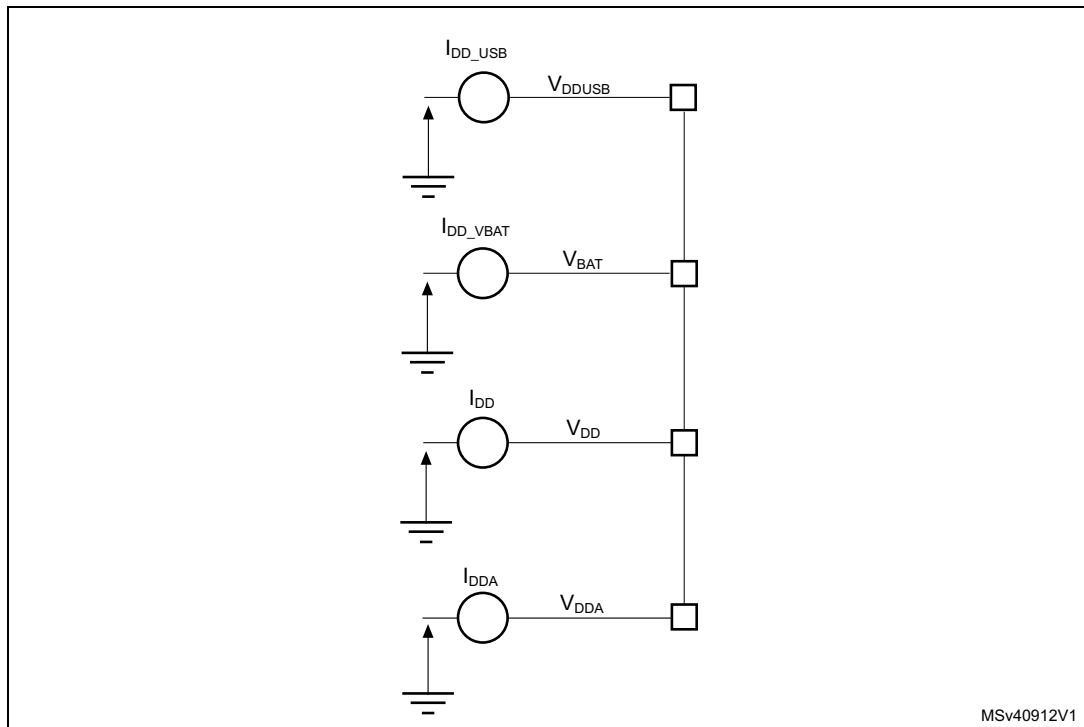 I_DD_USB
V_DDUSB
I_DD_VBAT
V_BAT
I_DD
V_DD
I_DDA
V_DDA
MSv40912V1